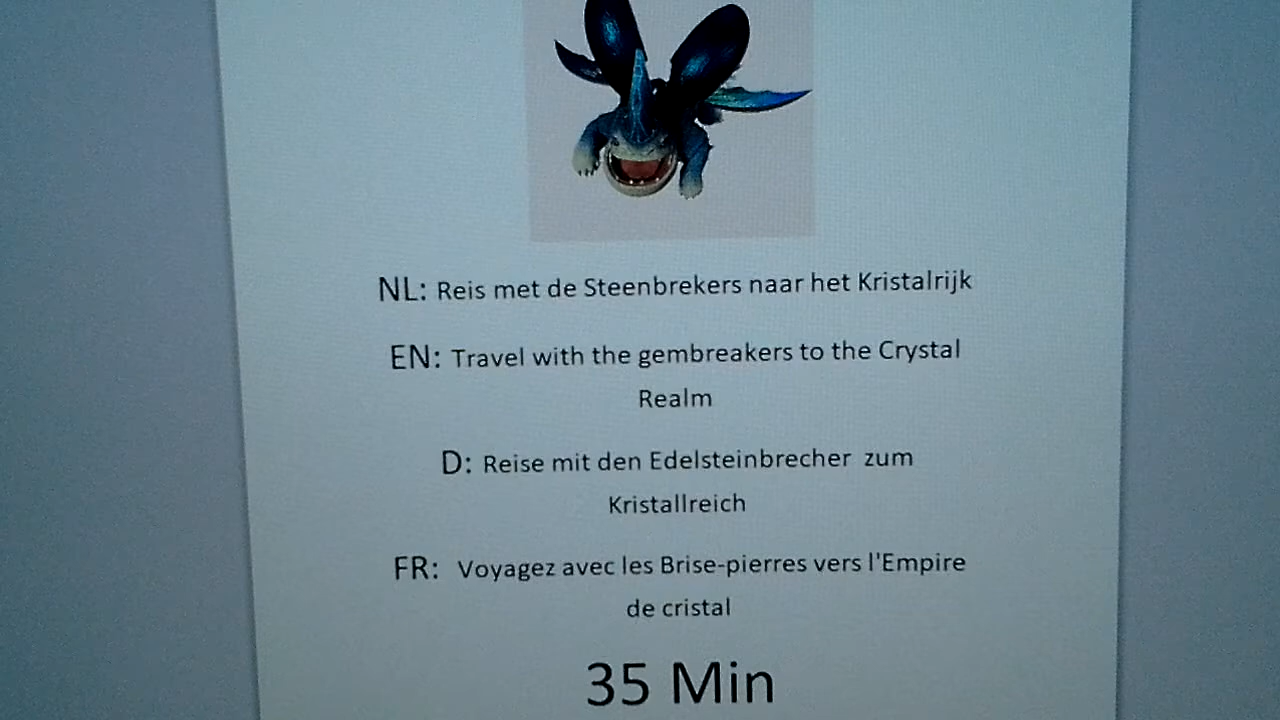 NL: Reis met de Steenbrekers naar het Kristalrijk
EN: Travel with the gembreakers to the Crystal
Realm
D: Reise mit den Edelsteinbrecher zum
Kristallreich
FR: Voyagez avec les Brise-pierres vers l'Empire
de cristal
35 Min